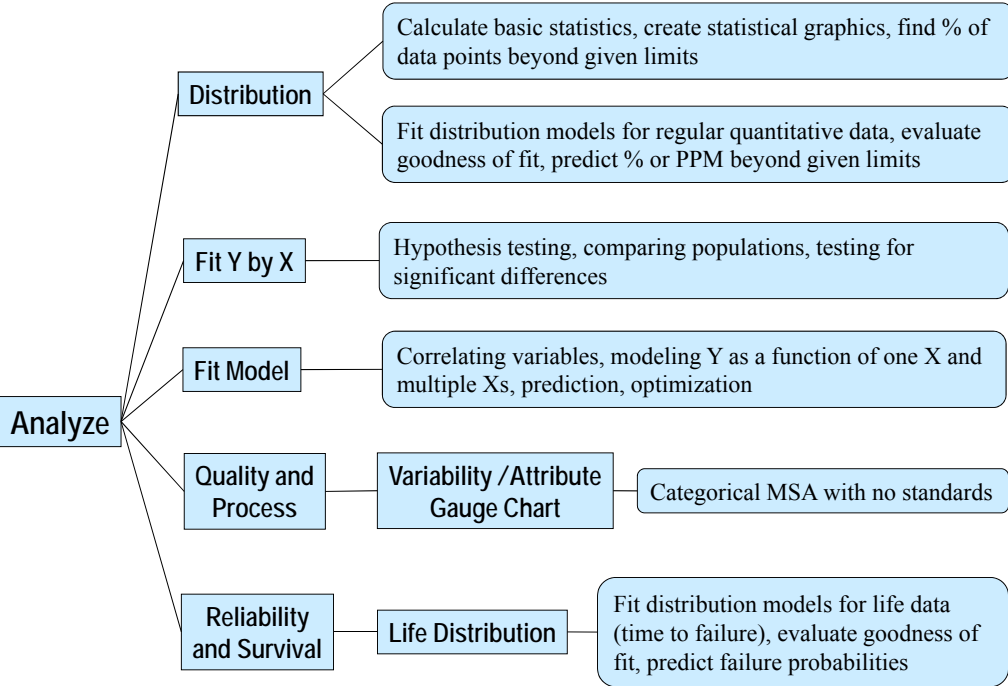 Analyze
Distribution
Calculate basic statistics, create statistical graphics, find % of
data points beyond given limits
Fit distribution models for regular quantitative data, evaluate
goodness of fit, predict % or PPM beyond given limits
Fit Y by X
Hypothesis testing, comparing populations, testing for
significant differences
Fit Model
Correlating variables, modeling Y as a function of one X and
multiple Xs, prediction, optimization
Quality and
Process
Variability /Attribute
Gauge Chart
Categorical MSA with no standards
Reliability
and Survival
Life Distribution
Fit distribution models for life data
(time to failure), evaluate goodness of
fit, predict failure probabilities